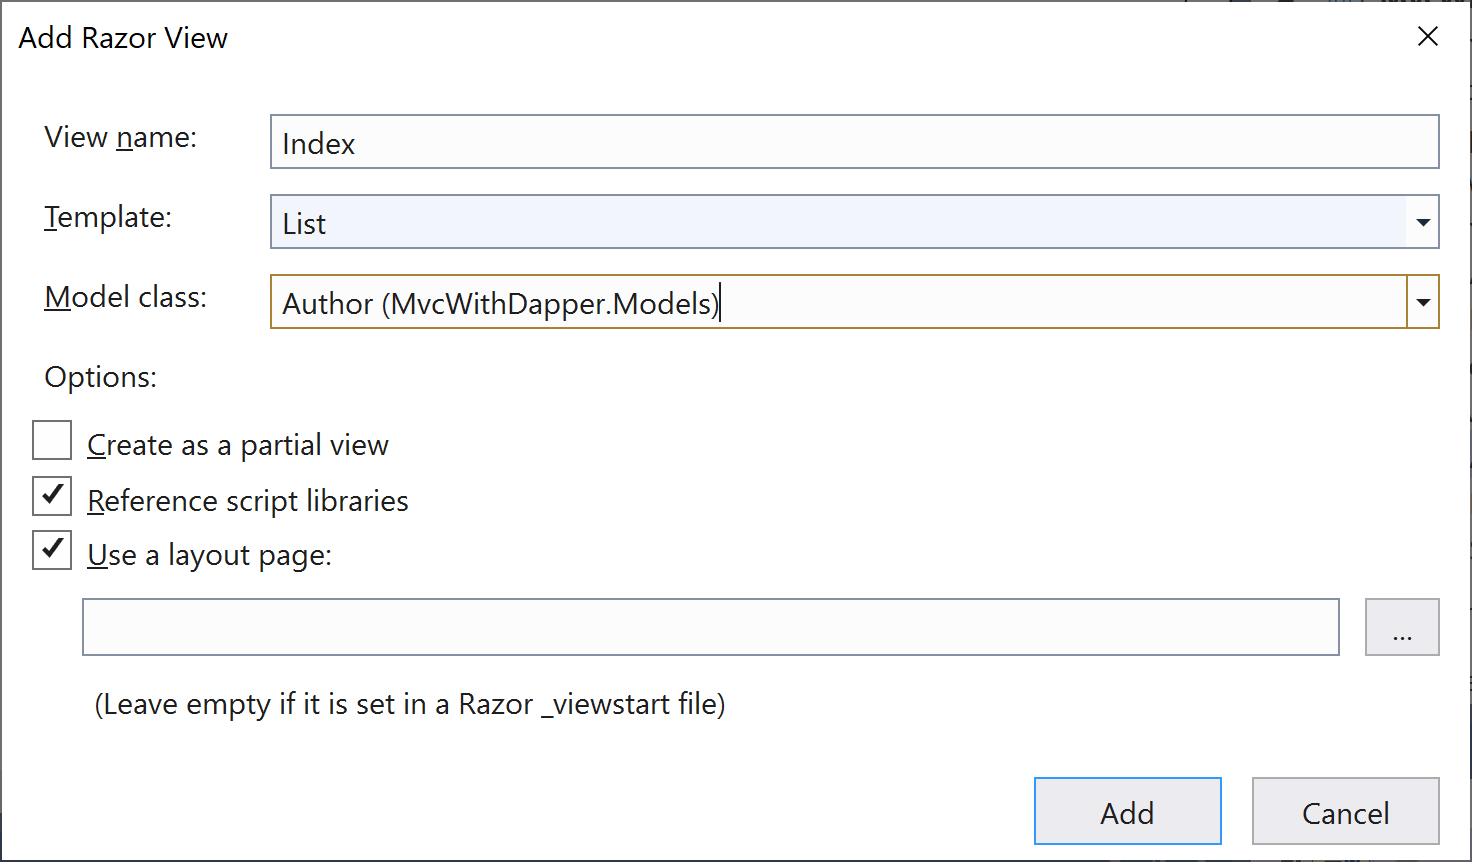 Add Razor View
View name:
Index
Template:
List
Model class:
Author (MvcWithDapper.Models)
Options:
Create as a partial view
Reference script libraries
Use a layout page:
...
(Leave empty if it is set in a Razor _viewstart file)
Add
Cancel